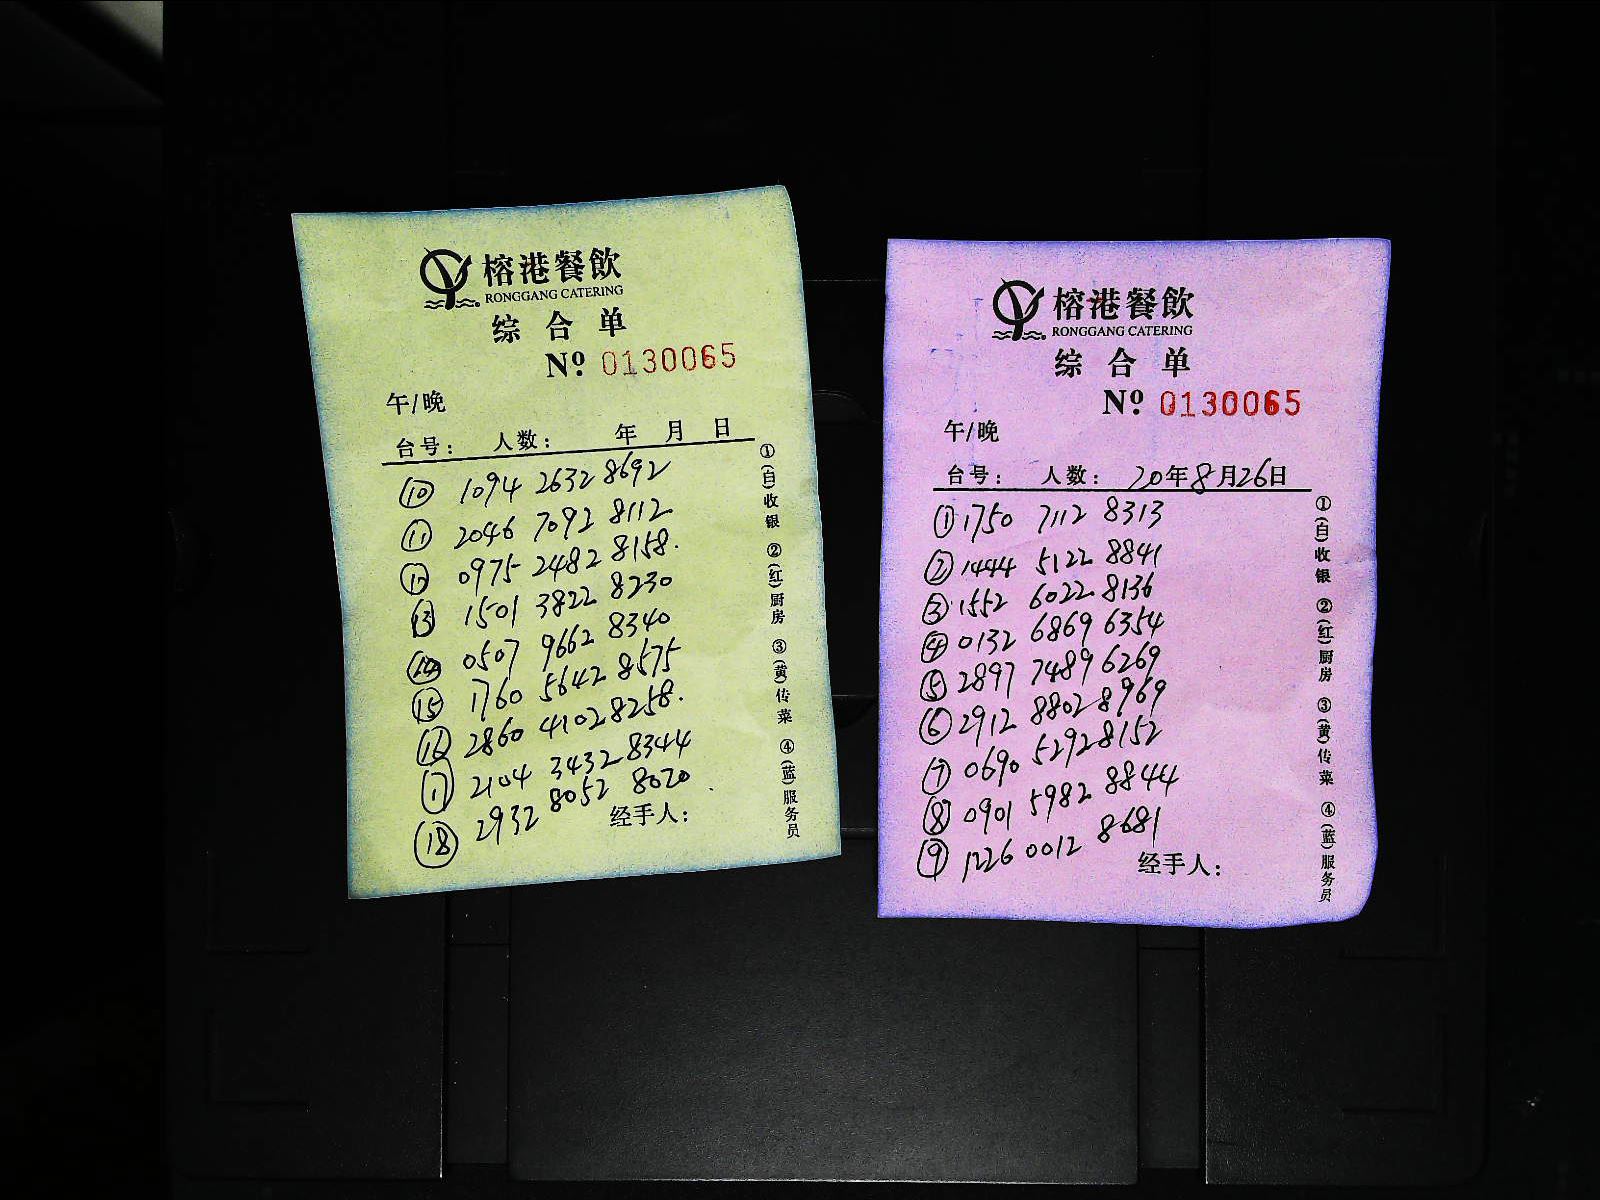 榕港餐飲
RONGGANG CATERING
综合单
Nº 0130065
午/晚
台号： 人数： 年 月 日
⑩ 1094 2632 8692
⑪ 2046 7092 8112
⑫ 0975 2482 8158.
⑬ 1501 3822 8230
⑭ 0507 9662 8340
⑮ 1760 5642 8575
⑯ 2860 4102 8258.
⑰ 2104 3432 8344
⑱ 2932 8052 8020
经手人：
①(白)收银 ②(红)厨房 ③(黄)传菜 ④(蓝)服务员
榕港餐飲
RONGGANG CATERING
综合单
Nº 0130065
午/晚
台号： 人数： 20年8月26日
① 1750 7112 8313
② 1444 5122 8841
③ 1552 6022 8136
④ 0132 6869 6354
⑤ 2897 7489 6269
⑥ 2912 8802 8969
⑦ 0690 5292 8152
⑧ 0901 5982 8844
⑨ 1226 0012 8681
经手人：
①(白)收银 ②(红)厨房 ③(黄)传菜 ④(蓝)服务员